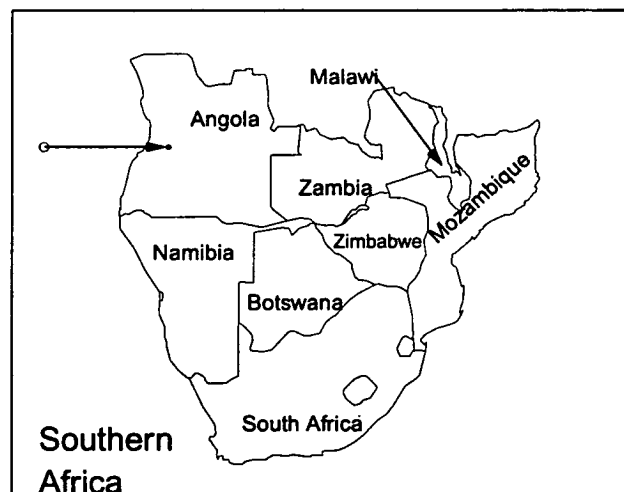 Malawi
Angola
Zambia
Mozambique
Namibia
Zimbabwe
Botswana
South Africa
Southern
Africa